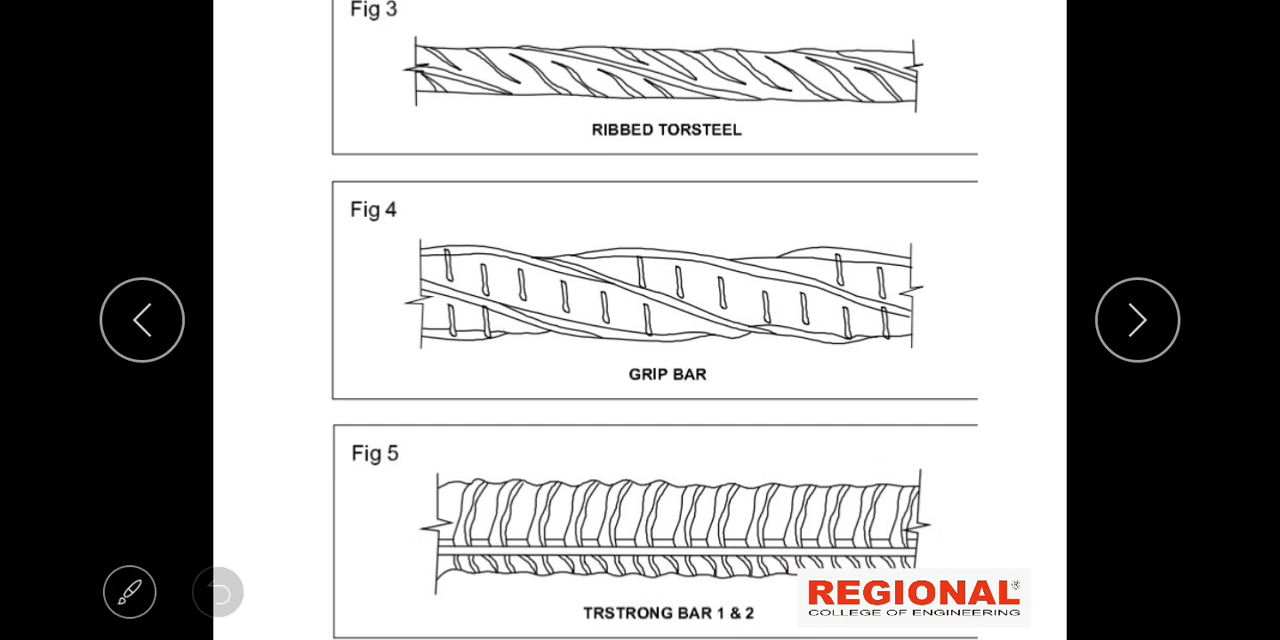 Fig 3
RIBBED TORSTEEL
Fig 4
GRIP BAR
Fig 5
TRSTRONG BAR 1 & 2
REGIONAL®
COLLEGE OF ENGINEERING